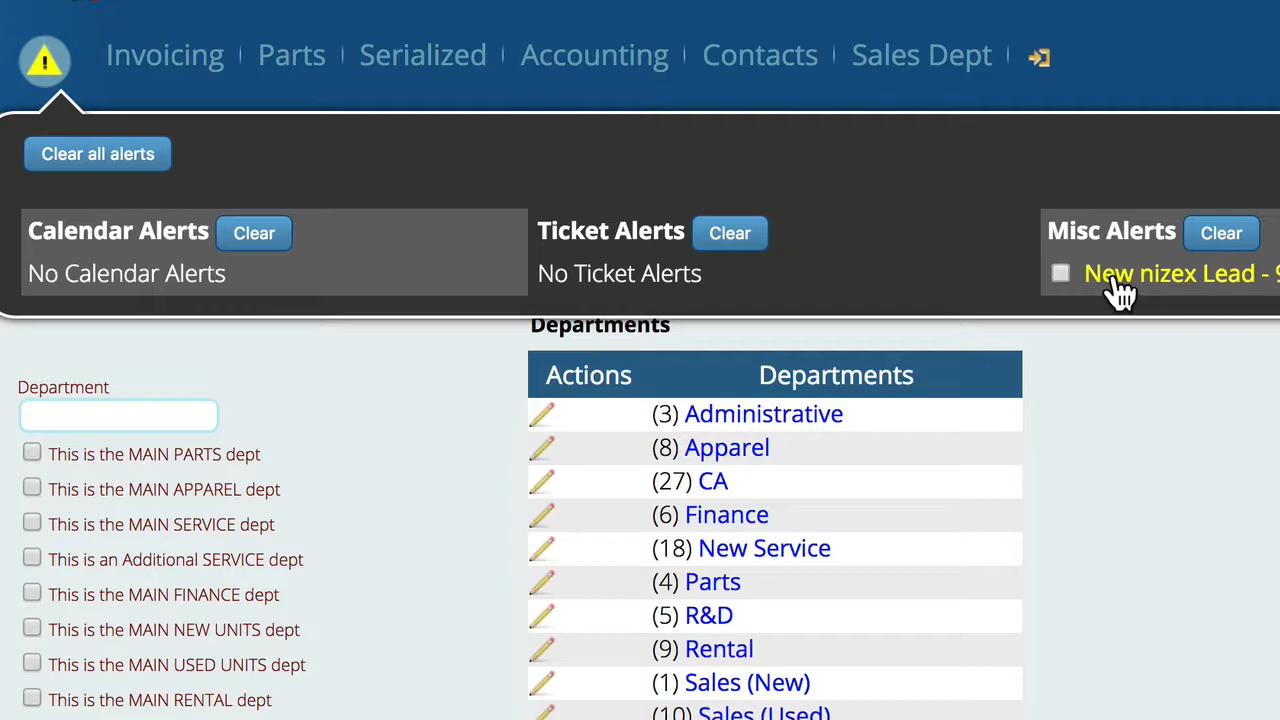 Invoicing | Parts | Serialized | Accounting | Contacts | Sales Dept |
Clear all alerts
Calendar Alerts Clear
No Calendar Alerts
Ticket Alerts Clear
No Ticket Alerts
Misc Alerts Clear
New nizex Lead -
Department
This is the MAIN PARTS dept
This is the MAIN APPAREL dept
This is the MAIN SERVICE dept
This is an Additional SERVICE dept
This is the MAIN FINANCE dept
This is the MAIN NEW UNITS dept
This is the MAIN USED UNITS dept
This is the MAIN RENTAL dept
Departments
Actions Departments
(3) Administrative
(8) Apparel
(27) CA
(6) Finance
(18) New Service
(4) Parts
(5) R&D
(9) Rental
(1) Sales (New)
(10) Sales (Used)